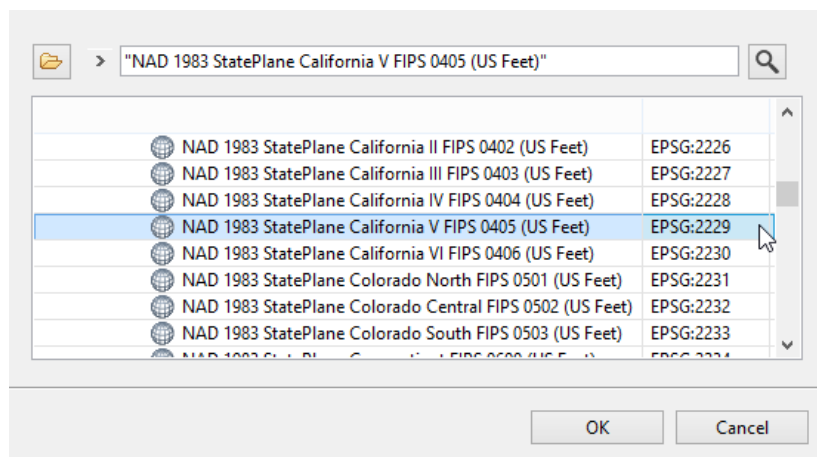 > "NAD 1983 StatePlane California V FIPS 0405 (US Feet)"
NAD 1983 StatePlane California II FIPS 0402 (US Feet) EPSG:2226
NAD 1983 StatePlane California III FIPS 0403 (US Feet) EPSG:2227
NAD 1983 StatePlane California IV FIPS 0404 (US Feet) EPSG:2228
NAD 1983 StatePlane California V FIPS 0405 (US Feet) EPSG:2229
NAD 1983 StatePlane California VI FIPS 0406 (US Feet) EPSG:2230
NAD 1983 StatePlane Colorado North FIPS 0501 (US Feet) EPSG:2231
NAD 1983 StatePlane Colorado Central FIPS 0502 (US Feet) EPSG:2232
NAD 1983 StatePlane Colorado South FIPS 0503 (US Feet) EPSG:2233
OK Cancel